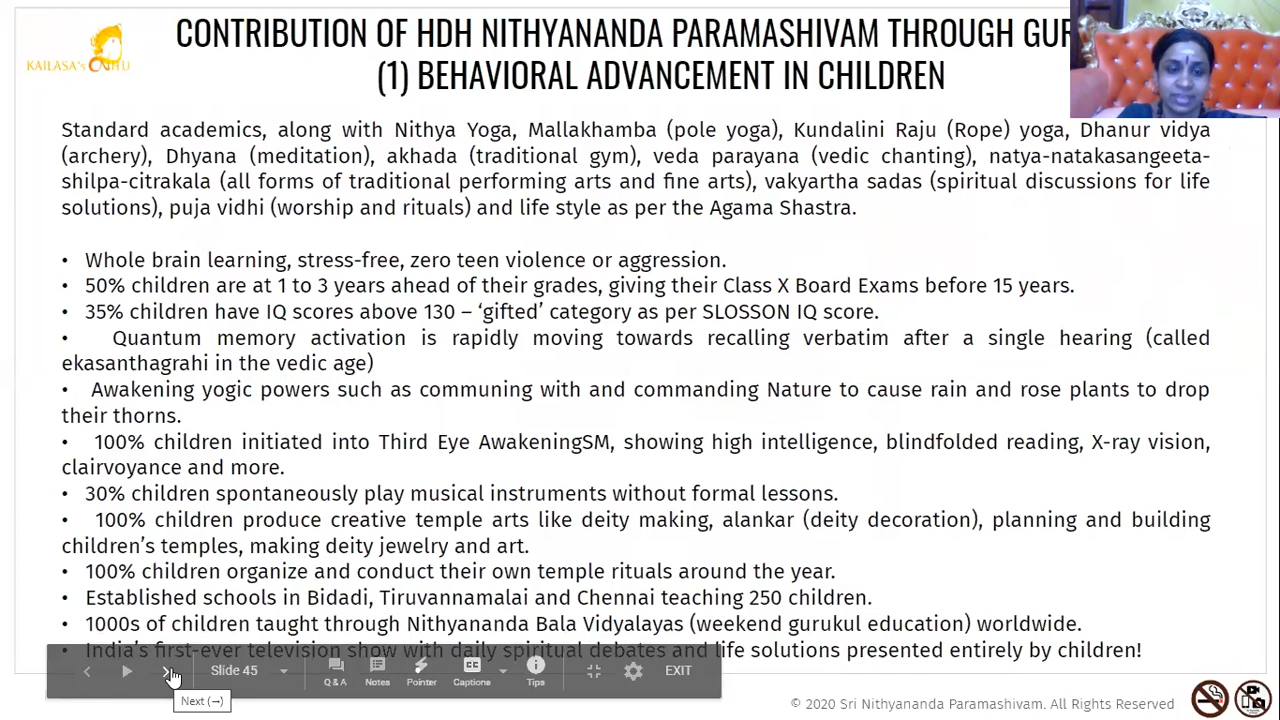 CONTRIBUTION OF HDH NITHYANANDA PARAMASHIVAM THROUGH
(1) BEHAVIORAL ADVANCEMENT IN CHILDREN
KAILASA's
Standard academics, along with Nithya Yoga, Mallakhamba (pole yoga), Kundalini Raju (Rope) yoga, Dhanur vidya
(archery), Dhyana (meditation), akhada (traditional gym), veda parayana (vedic chanting), natya-natakasangeeta-
shilpa-citrakala (all forms of traditional performing arts and fine arts), vakyartha sadas (spiritual discussions for life
solutions), puja vidhi (worship and rituals) and life style as per the Agama Shastra.
• Whole brain learning, stress-free, zero teen violence or aggression.
• 50% children are at 1 to 3 years ahead of their grades, giving their Class X Board Exams before 15 years.
• 35% children have IQ scores above 130 – ‘gifted’ category as per SLOSSON IQ score.
• Quantum memory activation is rapidly moving towards recalling verbatim after a single hearing (called
ekasanthagrahi in the vedic age)
• Awakening yogic powers such as communing with and commanding Nature to cause rain and rose plants to drop
their thorns.
• 100% children initiated into Third Eye AwakeningSM, showing high intelligence, blindfolded reading, X-ray vision,
clairvoyance and more.
• 30% children spontaneously play musical instruments without formal lessons.
• 100% children produce creative temple arts like deity making, alankar (deity decoration), planning and building
children’s temples, making deity jewelry and art.
• 100% children organize and conduct their own temple rituals around the year.
• Established schools in Bidadi, Tiruvannamalai and Chennai teaching 250 children.
• 1000s of children taught through Nithyananda Bala Vidyalayas (weekend gurukul education) worldwide.
• India’s first-ever television show with daily spiritual debates and life solutions presented entirely by children!
Slide 45
Q & A
Notes
Pointer
Captions
Tips
EXIT
Next (→)
© 2020 Sri Nithyananda Paramashivam. All Rights Reserved